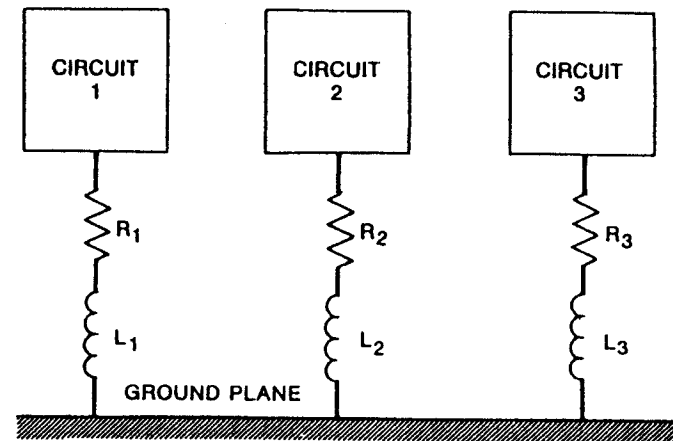 CIRCUIT
1
CIRCUIT
2
CIRCUIT
3
R1
R2
R3
L1
L2
L3
GROUND PLANE